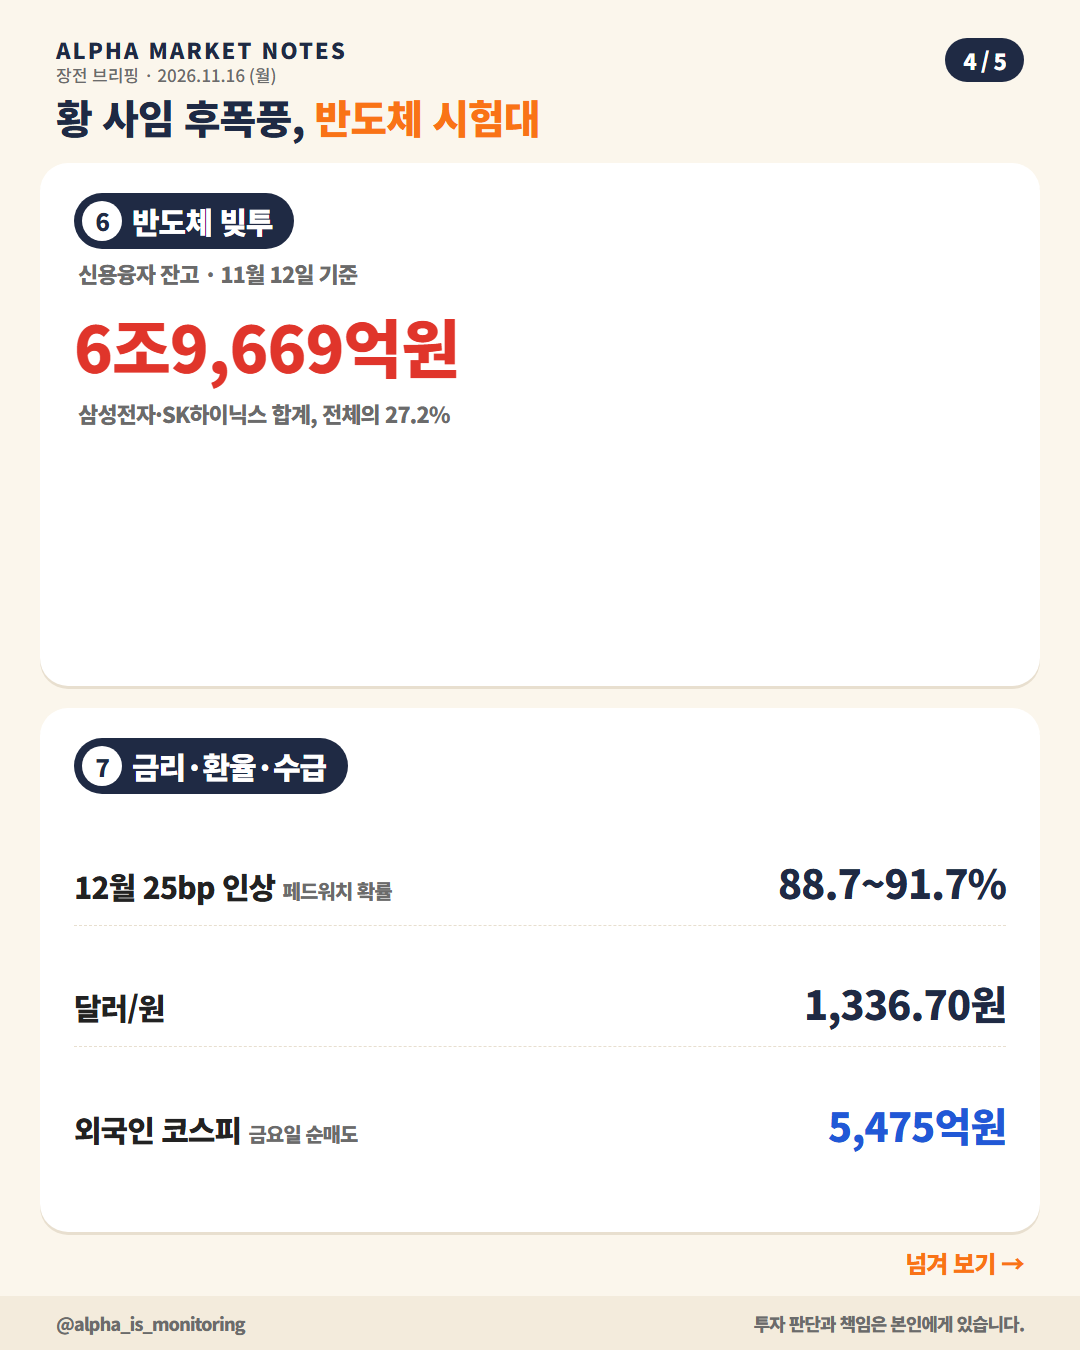 ALPHA MARKET NOTES
장전 브리핑 · 2026.11.16 (월)
4 / 5
황 사임 후폭풍, 반도체 시험대
6 반도체 빚투
신용융자 잔고 · 11월 12일 기준
6조9,669억원
삼성전자·SK하이닉스 합계, 전체의 27.2%
7 금리·환율·수급
12월 25bp 인상 페드워치 확률 88.7~91.7%
달러/원 1,336.70원
외국인 코스피 금요일 순매도 5,475억원
넘겨 보기 →
@alpha_is_monitoring 투자 판단과 책임은 본인에게 있습니다.